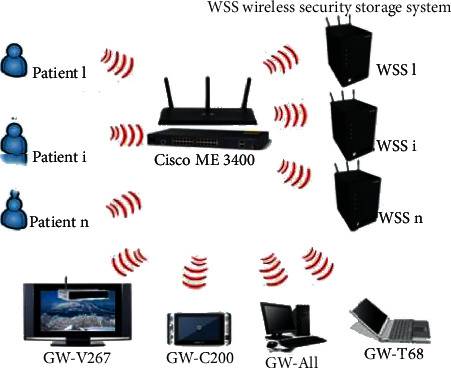 WSS wireless security storage system
Patient l
WSS l
Patient i
Cisco ME 3400
WSS i
Patient n
WSS n
GW-V267
GW-C200
GW-All
GW-T68